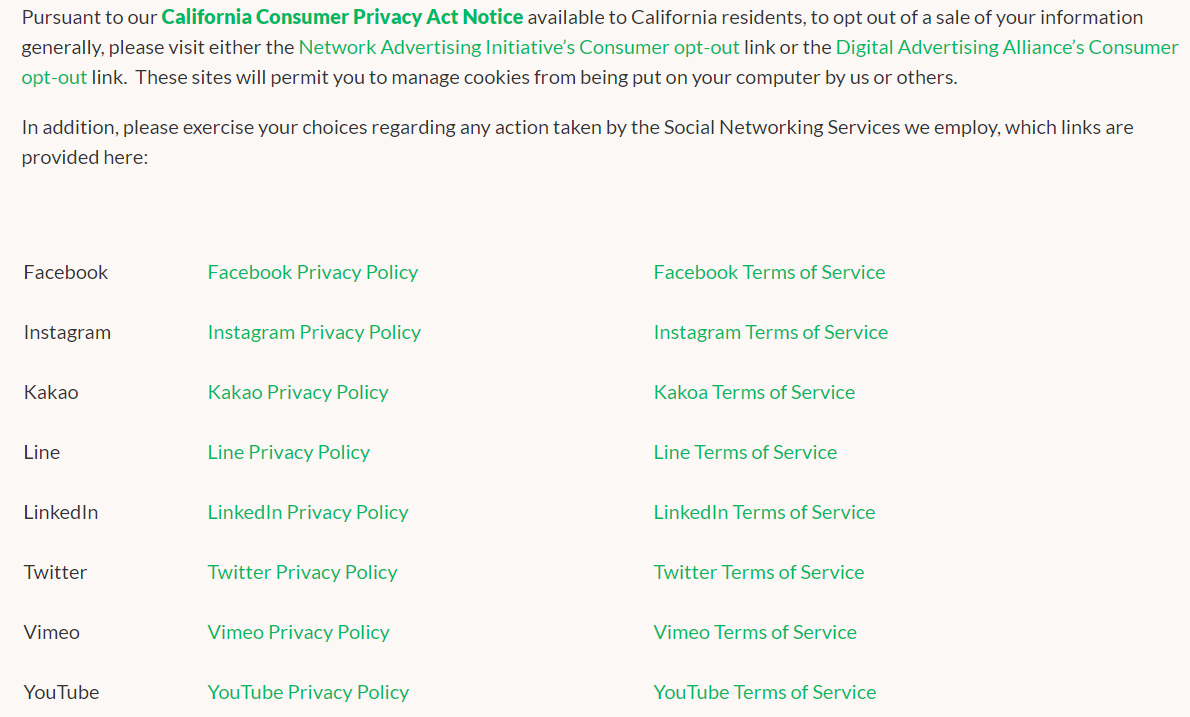 Pursuant to our California Consumer Privacy Act Notice available to California residents, to opt out of a sale of your information
generally, please visit either the Network Advertising Initiative’s Consumer opt-out link or the Digital Advertising Alliance’s Consumer
opt-out link.  These sites will permit you to manage cookies from being put on your computer by us or others.
In addition, please exercise your choices regarding any action taken by the Social Networking Services we employ, which links are
provided here:
Facebook Facebook Privacy Policy Facebook Terms of Service
Instagram Instagram Privacy Policy Instagram Terms of Service
Kakao Kakao Privacy Policy Kakoa Terms of Service
Line Line Privacy Policy Line Terms of Service
LinkedIn LinkedIn Privacy Policy LinkedIn Terms of Service
Twitter Twitter Privacy Policy Twitter Terms of Service
Vimeo Vimeo Privacy Policy Vimeo Terms of Service
YouTube YouTube Privacy Policy YouTube Terms of Service